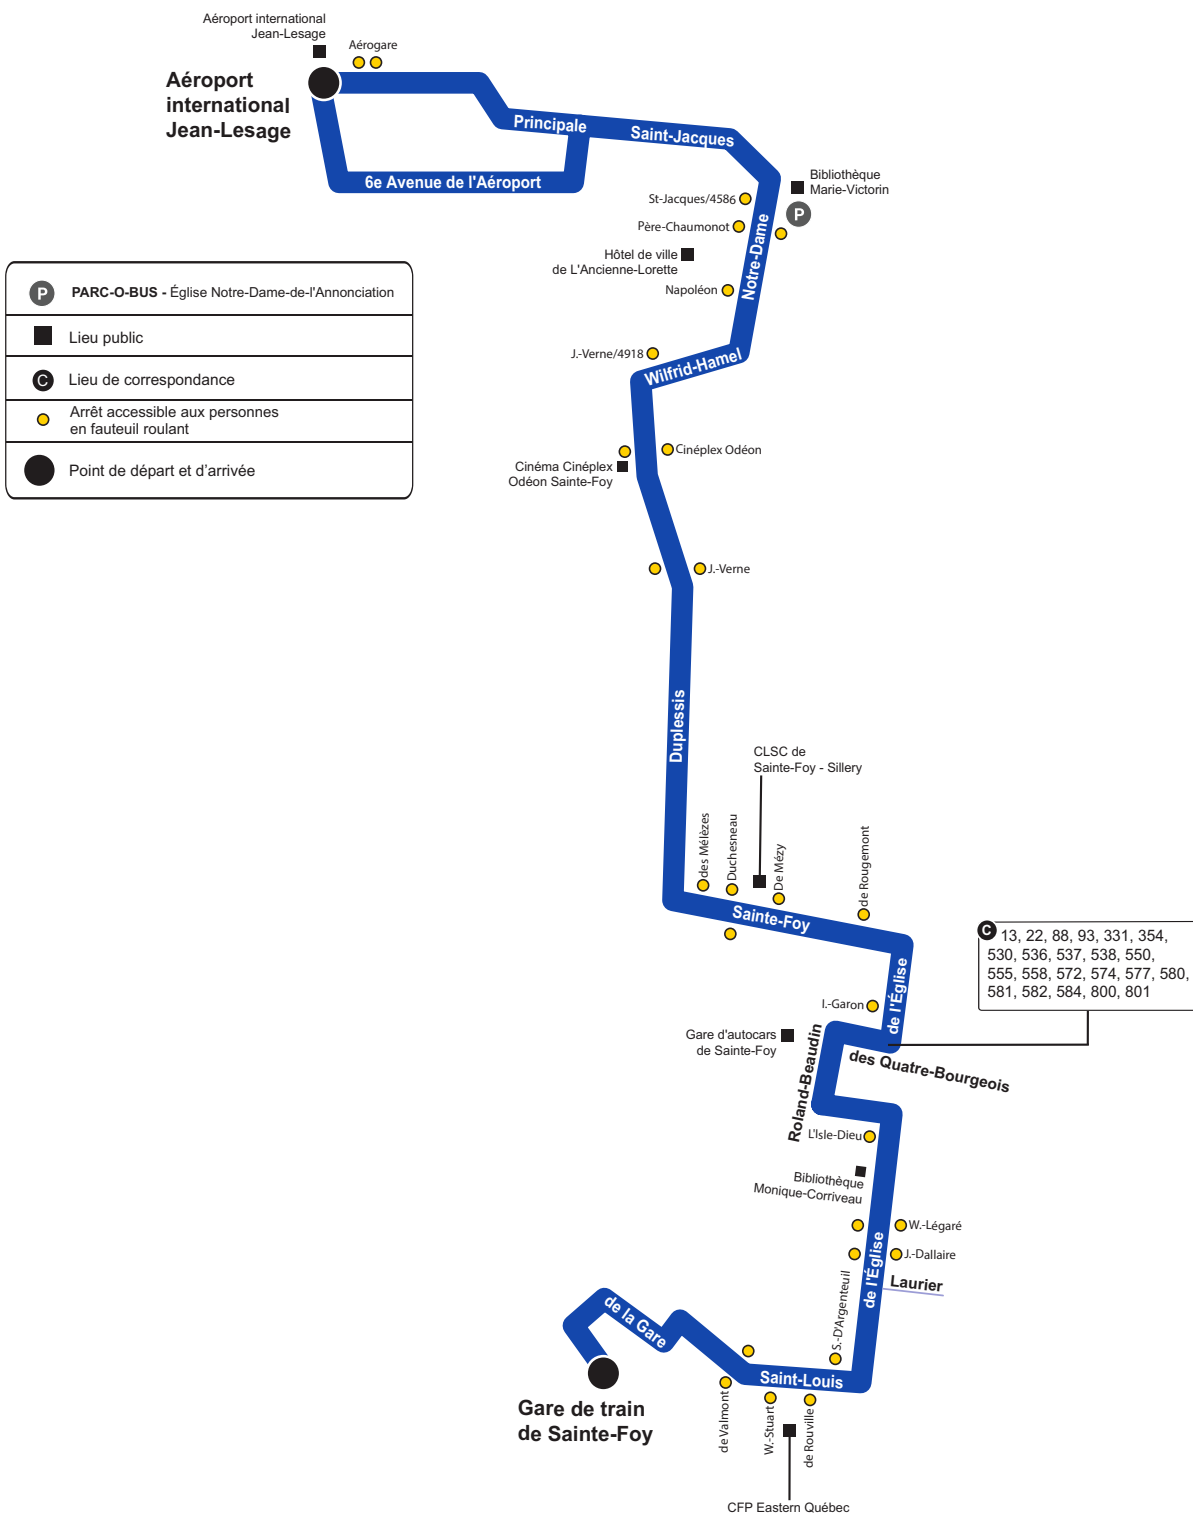 Aéroport international
Jean-Lesage
Aérogare
Aéroport
international
Jean-Lesage
Principale
Saint-Jacques
6e Avenue de l'Aéroport
Bibliothèque
Marie-Victorin
P
St-Jacques/4586
Père-Chaumonot
Notre-Dame
Hôtel de ville
de L'Ancienne-Lorette
Napoléon
P PARC-O-BUS - Église Notre-Dame-de-l'Annonciation
Lieu public
C Lieu de correspondance
Arrêt accessible aux personnes
en fauteuil roulant
Point de départ et d'arrivée
J.-Verne/4918
Wilfrid-Hamel
Cinéplex Odéon
Cinéma Cinéplex
Odéon Sainte-Foy
J.-Verne
Duplessis
CLSC de
Sainte-Foy - Sillery
des Mélèzes
Duchesneau
De Mézy
de Rougemont
Sainte-Foy
C 13, 22, 88, 93, 331, 354,
530, 536, 537, 538, 550,
555, 558, 572, 574, 577, 580,
581, 582, 584, 800, 801
de l'Église
I.-Garon
Gare d'autocars
de Sainte-Foy
Roland-Beaudin
des Quatre-Bourgeois
L'Isle-Dieu
Bibliothèque
Monique-Corriveau
W.-Légaré
J.-Dallaire
de l'Église
Laurier
S.-D'Argenteuil
de la Gare
Saint-Louis
Gare de train
de Sainte-Foy
de Valmont
W.-Stuart
de Rouville
CFP Eastern Québec